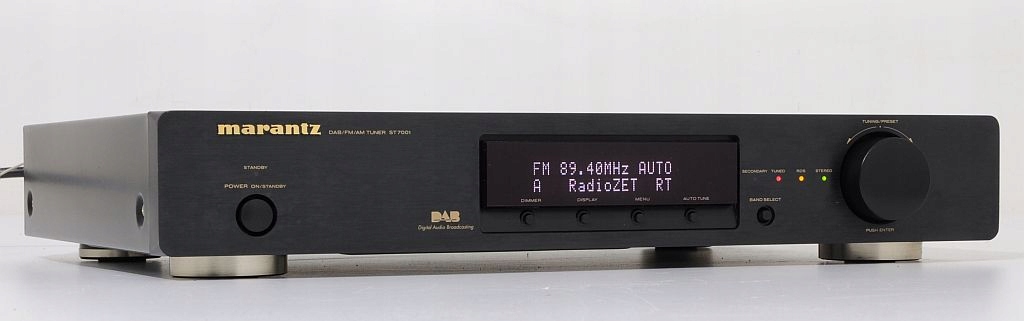 marantz DAB/FM/AM TUNER ST7001
STANDBY
POWER ON/STANDBY
DAB
Digital Audio Broadcasting
FM 89.40MHz AUTO
A RadioZET RT
DIMMER DISPLAY MENU AUTO TUNE
SECONDARY TUNED RDS STEREO
BAND SELECT
TUNING/PRESET
PUSH ENTER